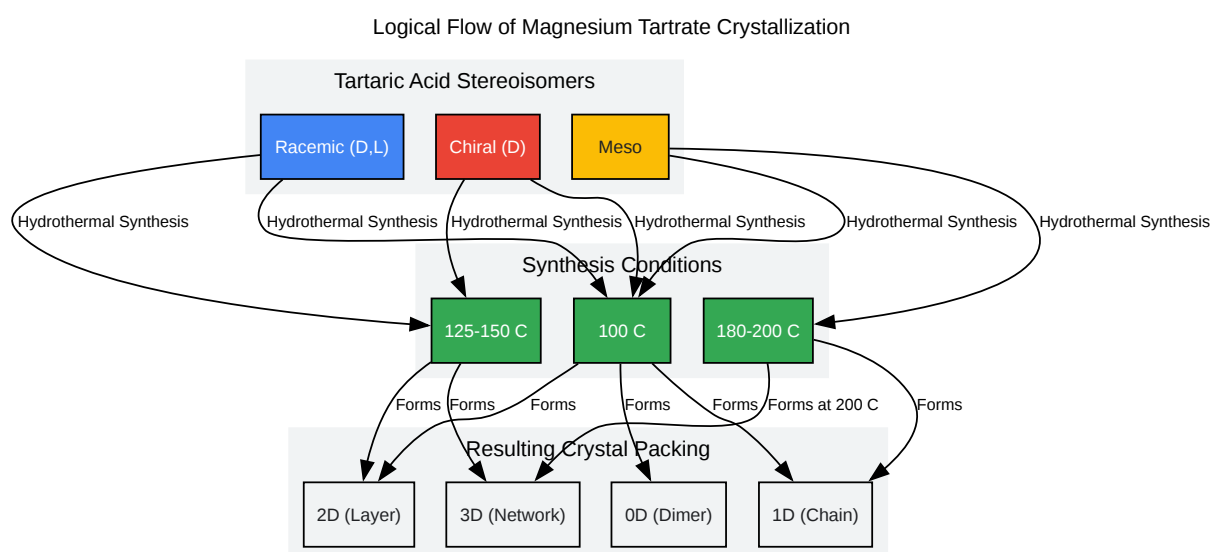 Logical Flow of Magnesium Tartrate Crystallization
Tartaric Acid Stereoisomers
Racemic (D,L)
Chiral (D)
Meso
Hydrothermal Synthesis
Hydrothermal Synthesis
Hydrothermal Synthesis
Hydrothermal Synthesis
Hydrothermal Synthesis
Hydrothermal Synthesis
Synthesis Conditions
125-150 C
100 C
180-200 C
Forms
Forms
Forms
Forms
Forms
Forms at 200 C
Forms
Resulting Crystal Packing
2D (Layer)
3D (Network)
0D (Dimer)
1D (Chain)